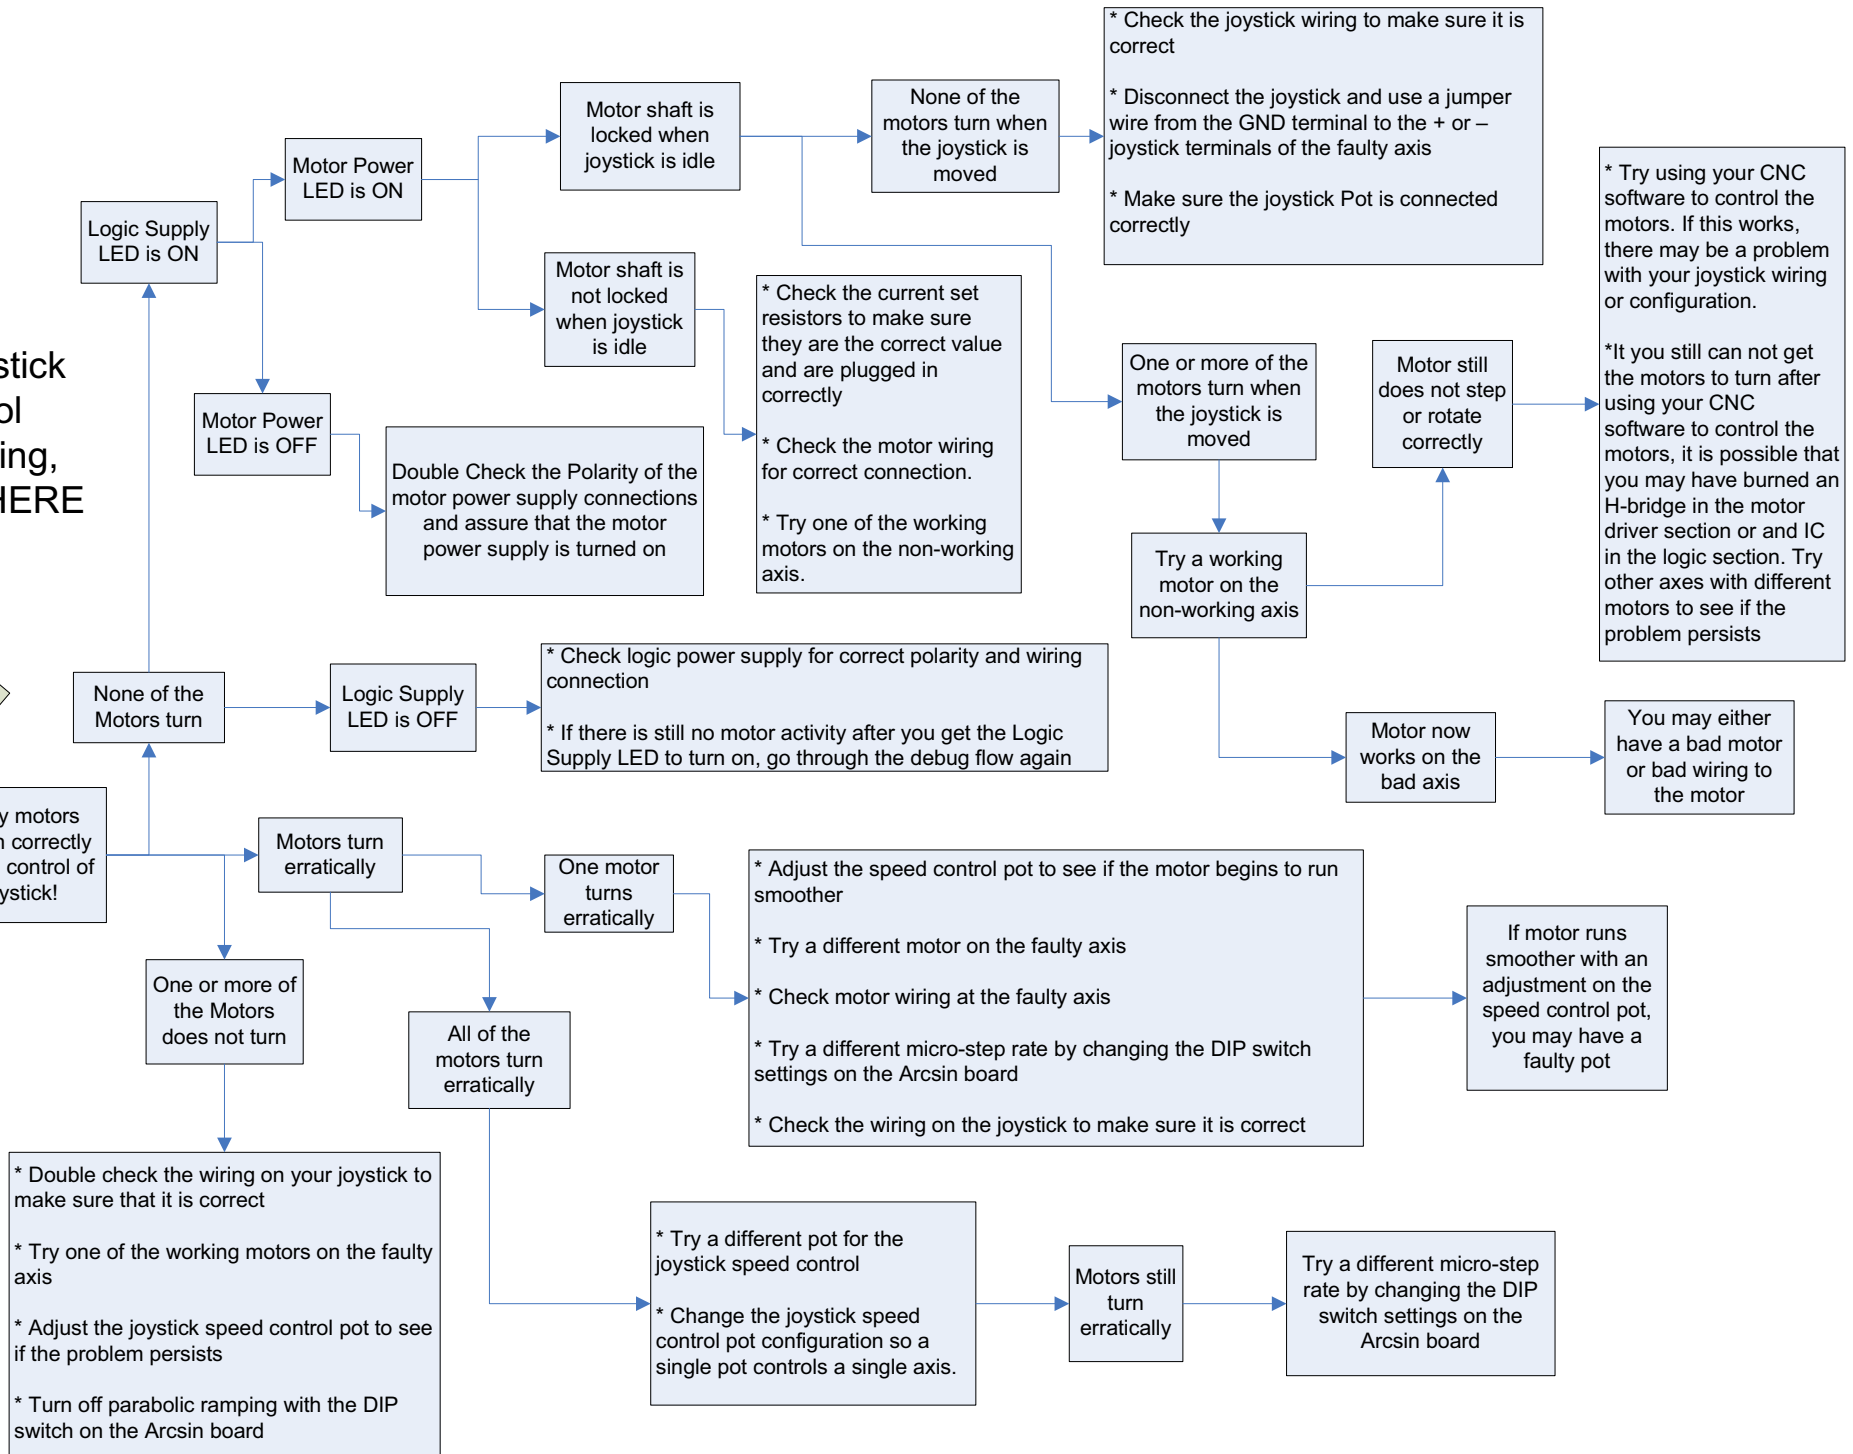 * Check the joystick wiring to make sure it is
correct
* Disconnect the joystick and use a jumper
wire from the GND terminal to the + or –
joystick terminals of the faulty axis
* Make sure the joystick Pot is connected
correctly
Motor shaft is
locked when
joystick is idle
None of the
motors turn when
the joystick is
moved
Motor Power
LED is ON
Logic Supply
LED is ON
* Try using your CNC
software to control the
motors. If this works,
there may be a problem
with your joystick wiring
or configuration.
*It you still can not get
the motors to turn after
using your CNC
software to control the
motors, it is possible that
you may have burned an
H-bridge in the motor
driver section or and IC
in the logic section. Try
other axes with different
motors to see if the
problem persists
Motor shaft is
not locked
when joystick
is idle
* Check the current set
resistors to make sure
they are the correct value
and are plugged in
correctly
* Check the motor wiring
for correct connection.
* Try one of the working
motors on the non-working
axis.
One or more of the
motors turn when
the joystick is
moved
Motor still
does not step
or rotate
correctly
stick
ol
ing,
HERE
Motor Power
LED is OFF
Double Check the Polarity of the
motor power supply connections
and assure that the motor
power supply is turned on
Try a working
motor on the
non-working axis
None of the
Motors turn
Logic Supply
LED is OFF
* Check logic power supply for correct polarity and wiring
connection
* If there is still no motor activity after you get the Logic
Supply LED to turn on, go through the debug flow again
Motor now
works on the
bad axis
You may either
have a bad motor
or bad wiring to
the motor
y motors
n correctly
control of
ystick!
Motors turn
erratically
One motor
turns
erratically
* Adjust the speed control pot to see if the motor begins to run
smoother
* Try a different motor on the faulty axis
* Check motor wiring at the faulty axis
* Try a different micro-step rate by changing the DIP switch
settings on the Arcsin board
* Check the wiring on the joystick to make sure it is correct
If motor runs
smoother with an
adjustment on the
speed control pot,
you may have a
faulty pot
One or more of
the Motors
does not turn
All of the
motors turn
erratically
* Double check the wiring on your joystick to
make sure that it is correct
* Try one of the working motors on the faulty
axis
* Adjust the joystick speed control pot to see
if the problem persists
* Turn off parabolic ramping with the DIP
switch on the Arcsin board
* Try a different pot for the
joystick speed control
* Change the joystick speed
control pot configuration so a
single pot controls a single axis.
Motors still
turn
erratically
Try a different micro-step
rate by changing the DIP
switch settings on the
Arcsin board